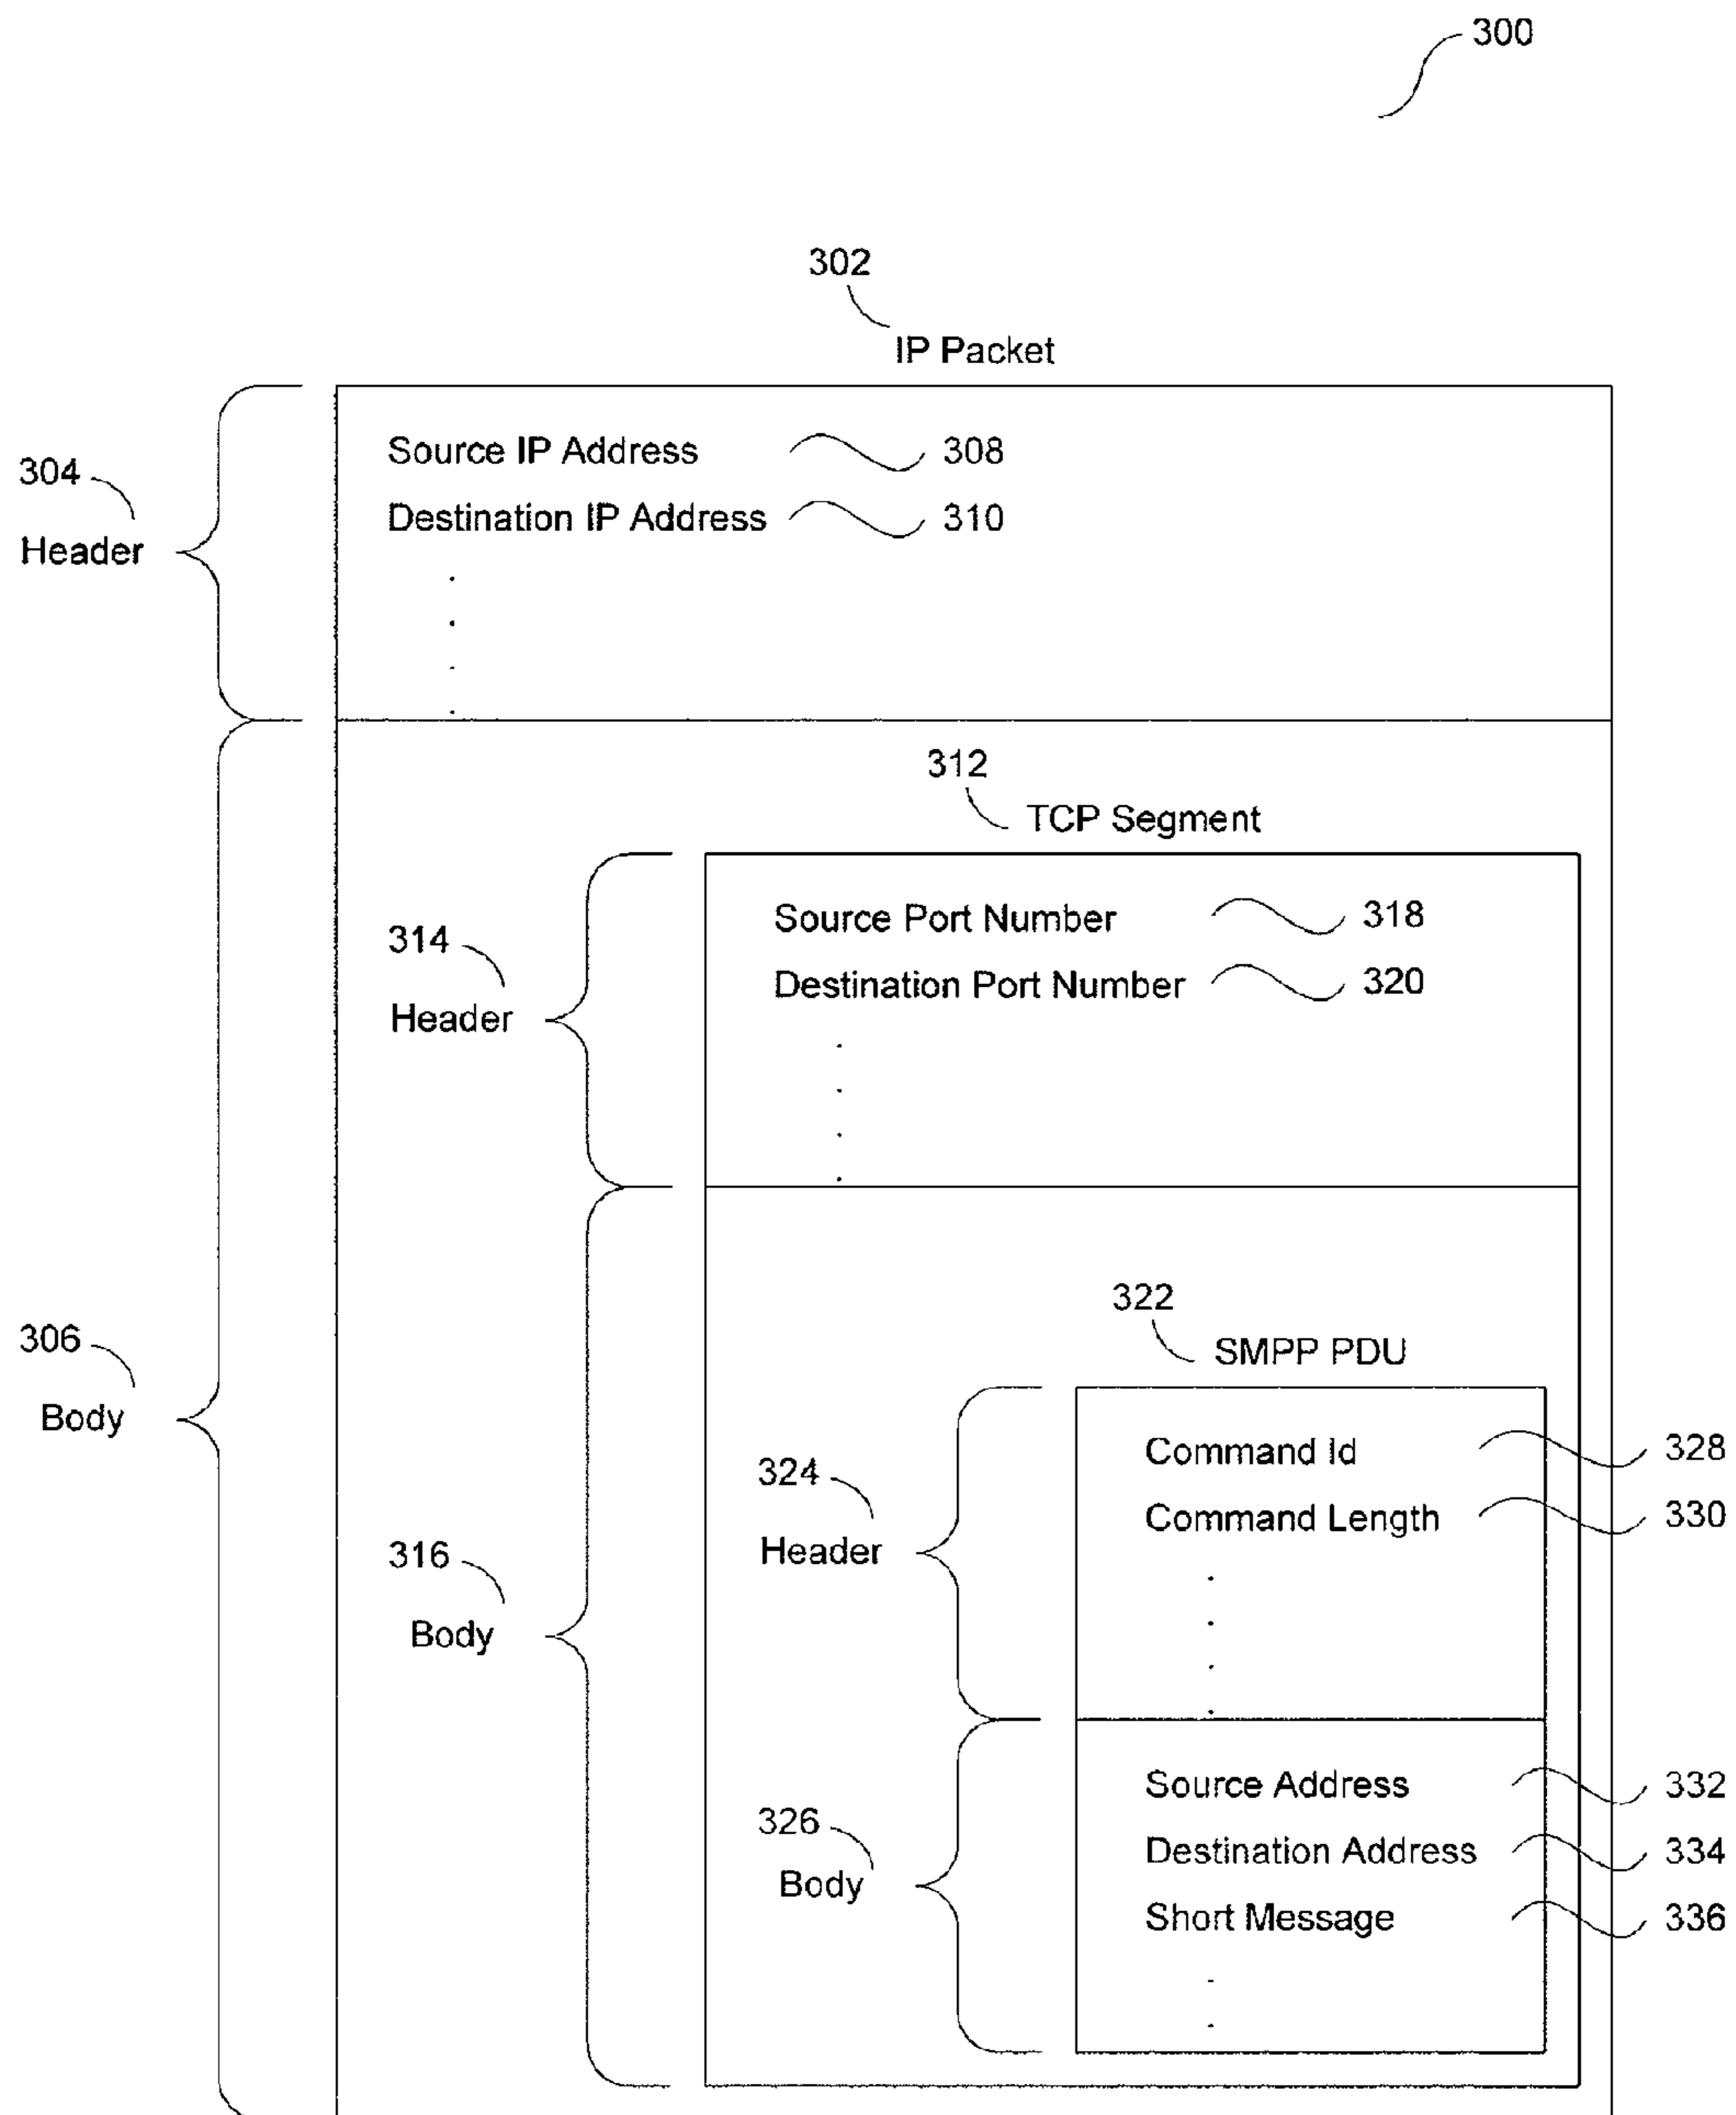 300
302
IP Packet
304
Header
Source IP Address 308
Destination IP Address 310
312
TCP Segment
314
Header
Source Port Number 318
Destination Port Number 320
306
Body
316
Body
322
SMPP PDU
324
Header
Command Id 328
Command Length 330
326
Body
Source Address 332
Destination Address 334
Short Message 336